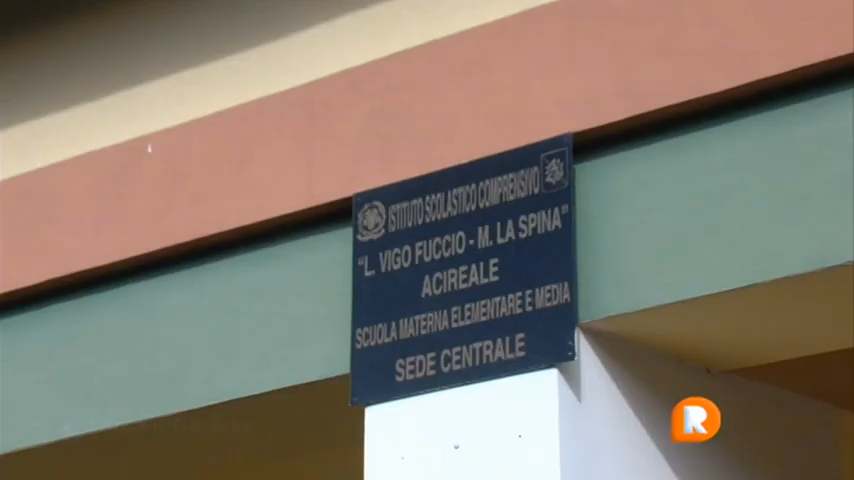 ISTITUTO SCOLASTICO COMPRENSIVO
"L. VIGO FUCCIO - M. LA SPINA"
ACIREALE
SCUOLA MATERNA ELEMENTARE E MEDIA
SEDE CENTRALE
R